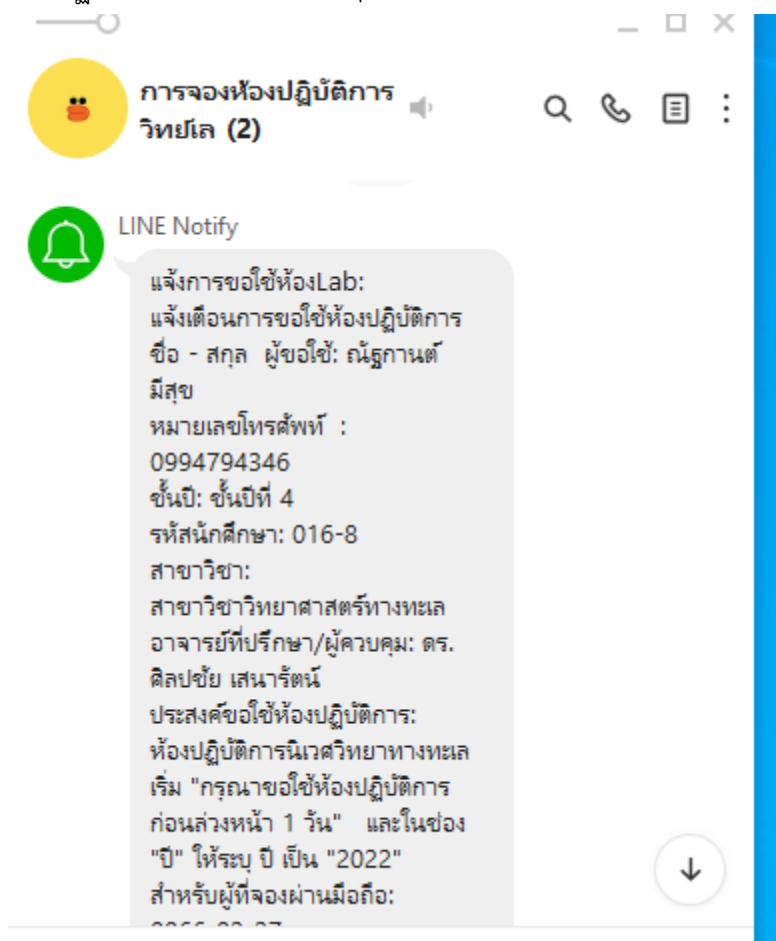 การจองห้องปฏิบัติการ
วิทย์เล (2)
LINE Notify
แจ้งการขอใช้ห้องLab:
แจ้งเตือนการขอใช้ห้องปฏิบัติการ
ชื่อ - สกุล ผู้ขอใช้: ณัฐกานต์
มีสุข
หมายเลขโทรศัพท์ :
0994794346
ชั้นปี: ชั้นปีที่ 4
รหัสนักศึกษา: 016-8
สาขาวิชา:
สาขาวิชาวิทยาศาสตร์ทางทะเล
อาจารย์ที่ปรึกษา/ผู้ควบคุม: ดร.
ศิลปชัย เสนารัตน์
ประสงค์ขอใช้ห้องปฏิบัติการ:
ห้องปฏิบัติการนิเวศวิทยาทางทะเล
เริ่ม "กรุณาขอใช้ห้องปฏิบัติการ
ก่อนล่วงหน้า 1 วัน" และในช่อง
"ปี" ให้ระบุ ปี เป็น "2022"
สำหรับผู้ที่จองผ่านมือถือ: